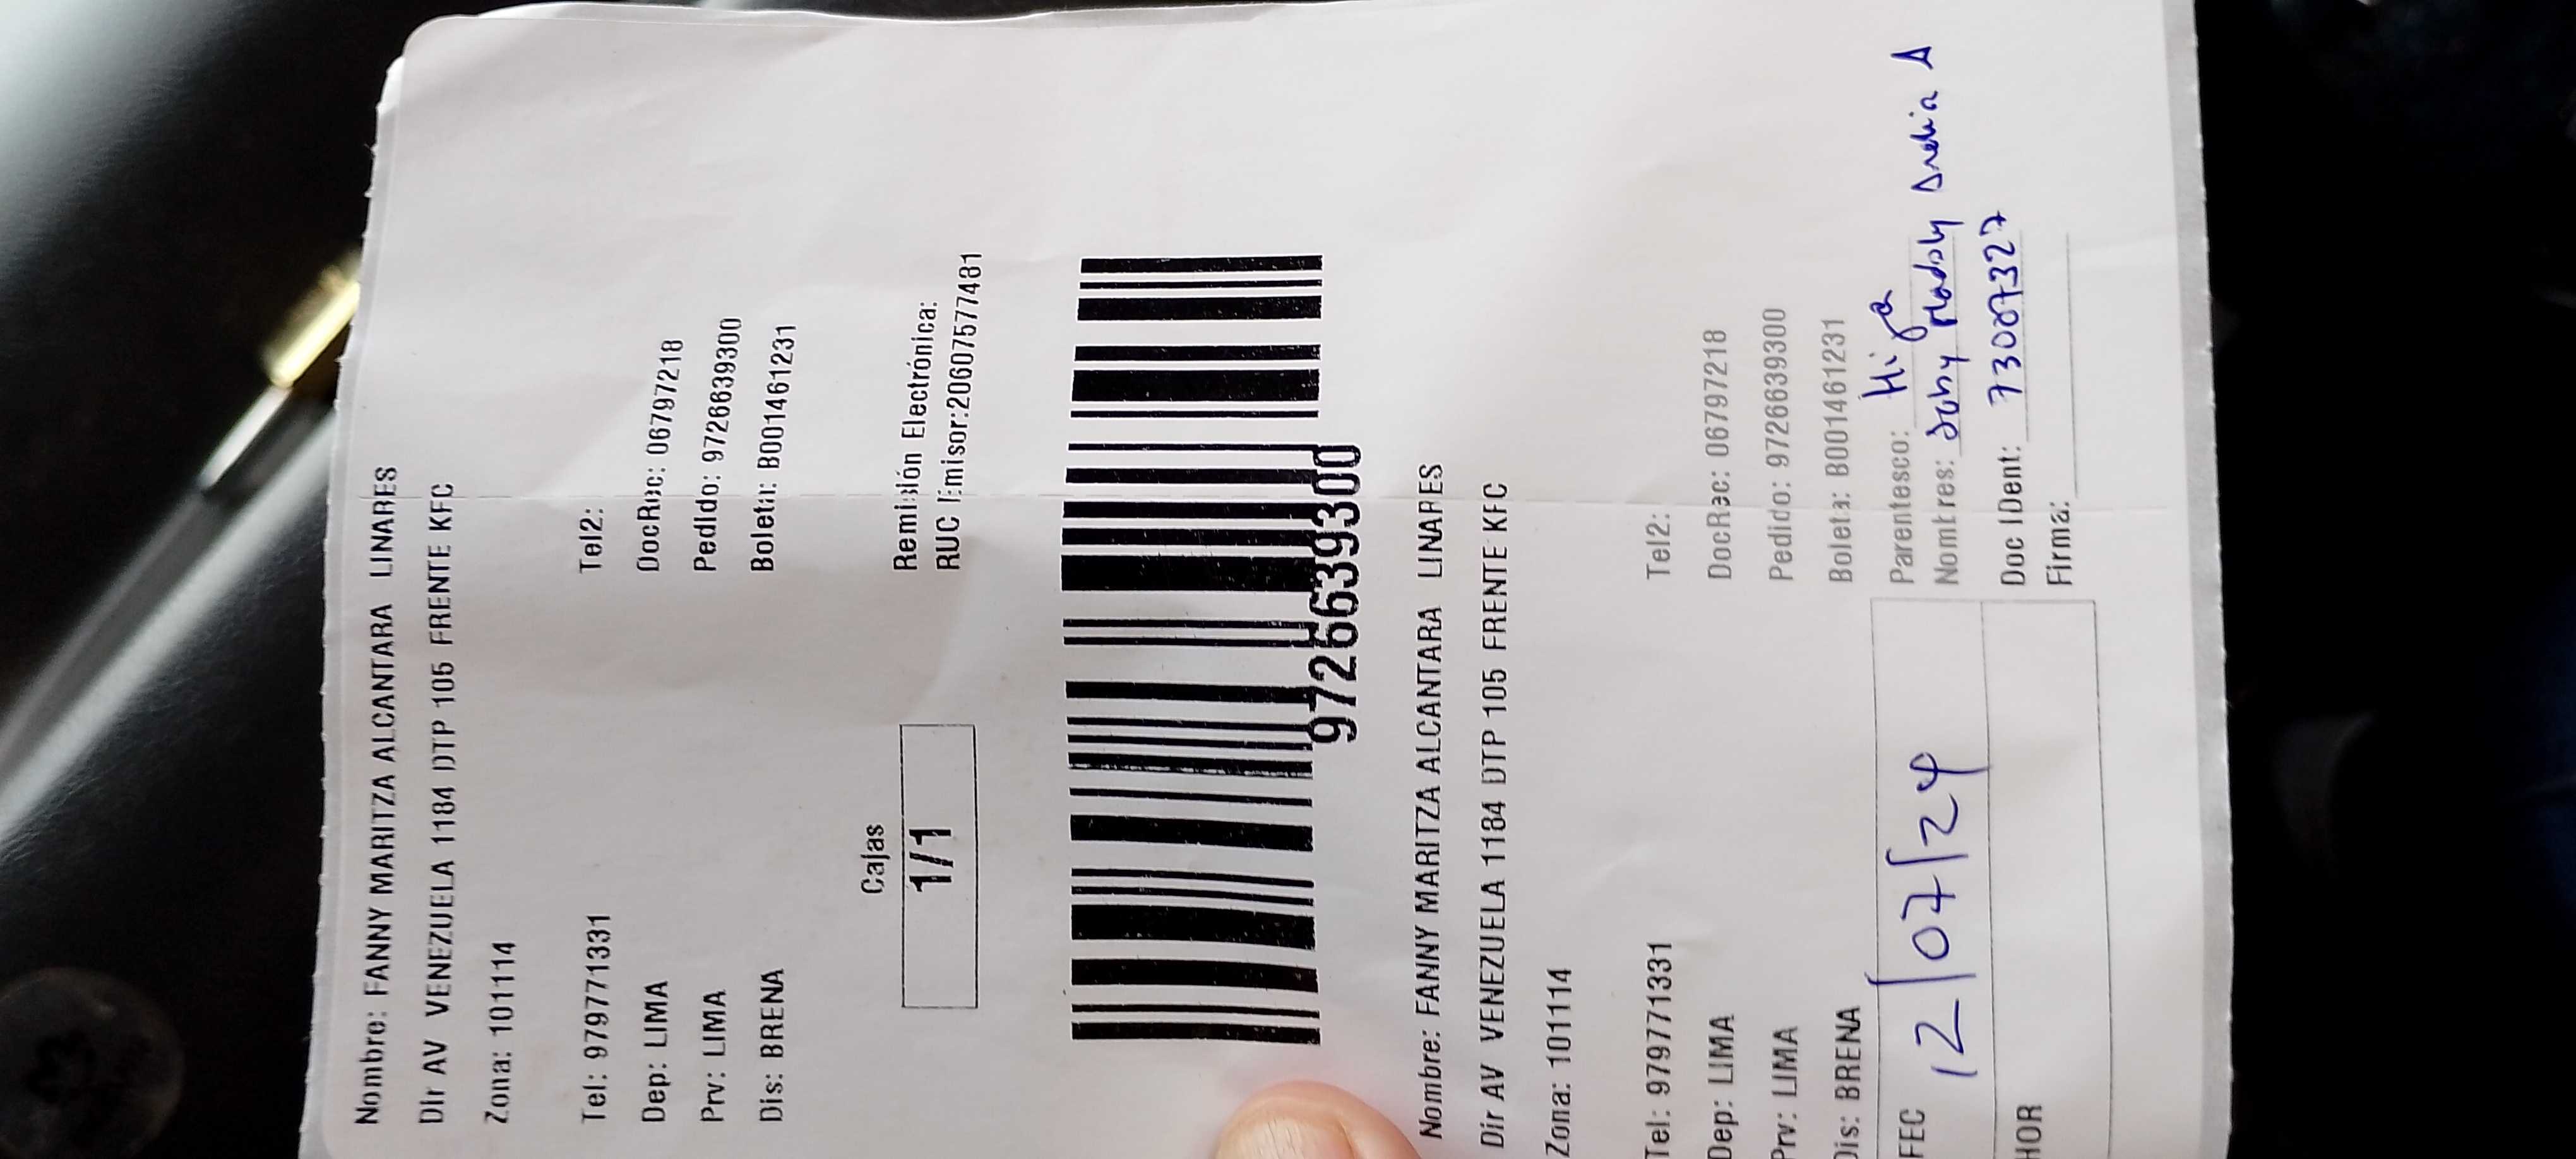 Nombre: FANNY MARITZA ALCANTARA LINARES
Dir AV VENEZUELA 1184 DTP 105 FRENTE KFC
Zona: 101114
Tel: 979771331 Tel2:
Dep: LIMA DocRec: 06797218
Prv: LIMA Pedido: 9726639300
Dis: BRENA Boleta: B001461231
Cajas
1/1
Remisión Electrónica:
RUC Emisor:20607577481
9726639300
Nombre: FANNY MARITZA ALCANTARA LINARES
Dir AV VENEZUELA 1184 DTP 105 FRENTE KFC
Zona: 101114
Tel: 979771331 Tel2:
Dep: LIMA DocRec: 06797218
Prv: LIMA Pedido: 9726639300
Dis: BRENA Boleta: B001461231
FEC 12/07/24
HOR
Parentesco: Hija
Nombres: A
Doc IDent: 73007327
Firma: